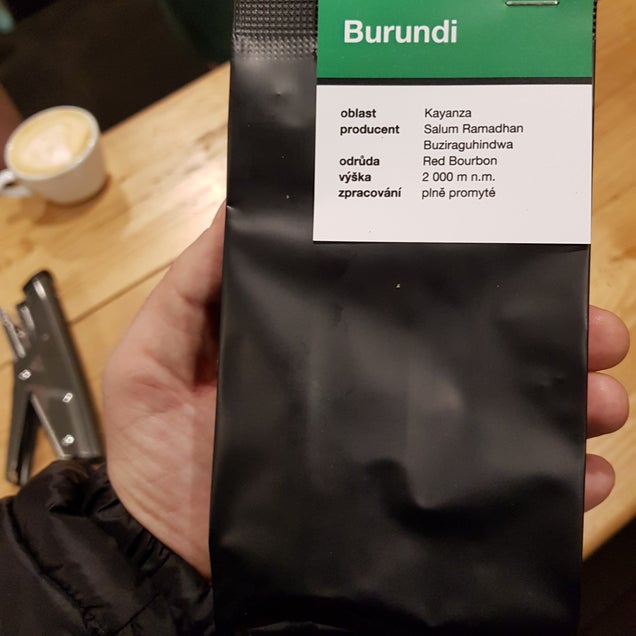 Burundi
oblast Kayanza
producent Salum Ramadhan
Buziraguhindwa
odrůda Red Bourbon
výška 2 000 m n.m.
zpracování plně promyté